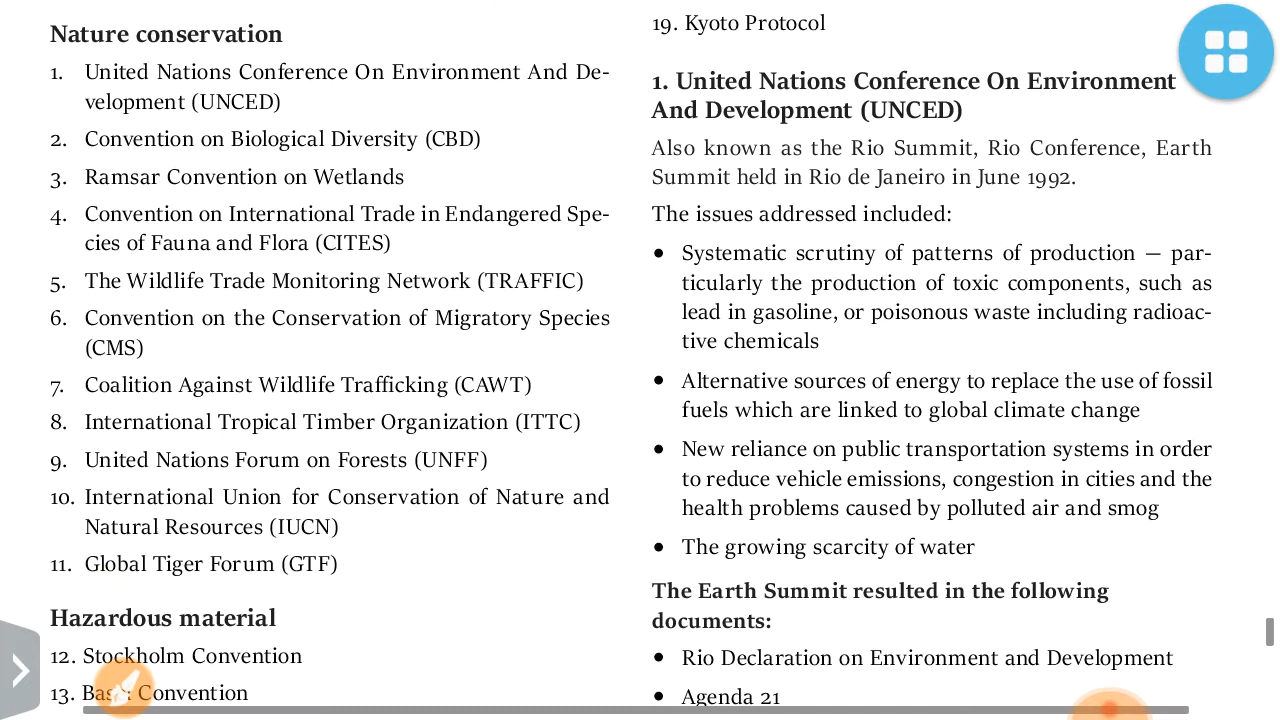 Nature conservation
1. United Nations Conference On Environment And De-
velopment (UNCED)
2. Convention on Biological Diversity (CBD)
3. Ramsar Convention on Wetlands
4. Convention on International Trade in Endangered Spe-
cies of Fauna and Flora (CITES)
5. The Wildlife Trade Monitoring Network (TRAFFIC)
6. Convention on the Conservation of Migratory Species
(CMS)
7. Coalition Against Wildlife Trafficking (CAWT)
8. International Tropical Timber Organization (ITTC)
9. United Nations Forum on Forests (UNFF)
10. International Union for Conservation of Nature and
Natural Resources (IUCN)
11. Global Tiger Forum (GTF)
Hazardous material
12. Stockholm Convention
13. Convention
19. Kyoto Protocol
1. United Nations Conference On Environment
And Development (UNCED)
Also known as the Rio Summit, Rio Conference, Earth
Summit held in Rio de Janeiro in June 1992.
The issues addressed included:
• Systematic scrutiny of patterns of production — par-
ticularly the production of toxic components, such as
lead in gasoline, or poisonous waste including radioac-
tive chemicals
• Alternative sources of energy to replace the use of fossil
fuels which are linked to global climate change
• New reliance on public transportation systems in order
to reduce vehicle emissions, congestion in cities and the
health problems caused by polluted air and smog
• The growing scarcity of water
The Earth Summit resulted in the following
documents:
• Rio Declaration on Environment and Development
• Agenda 21